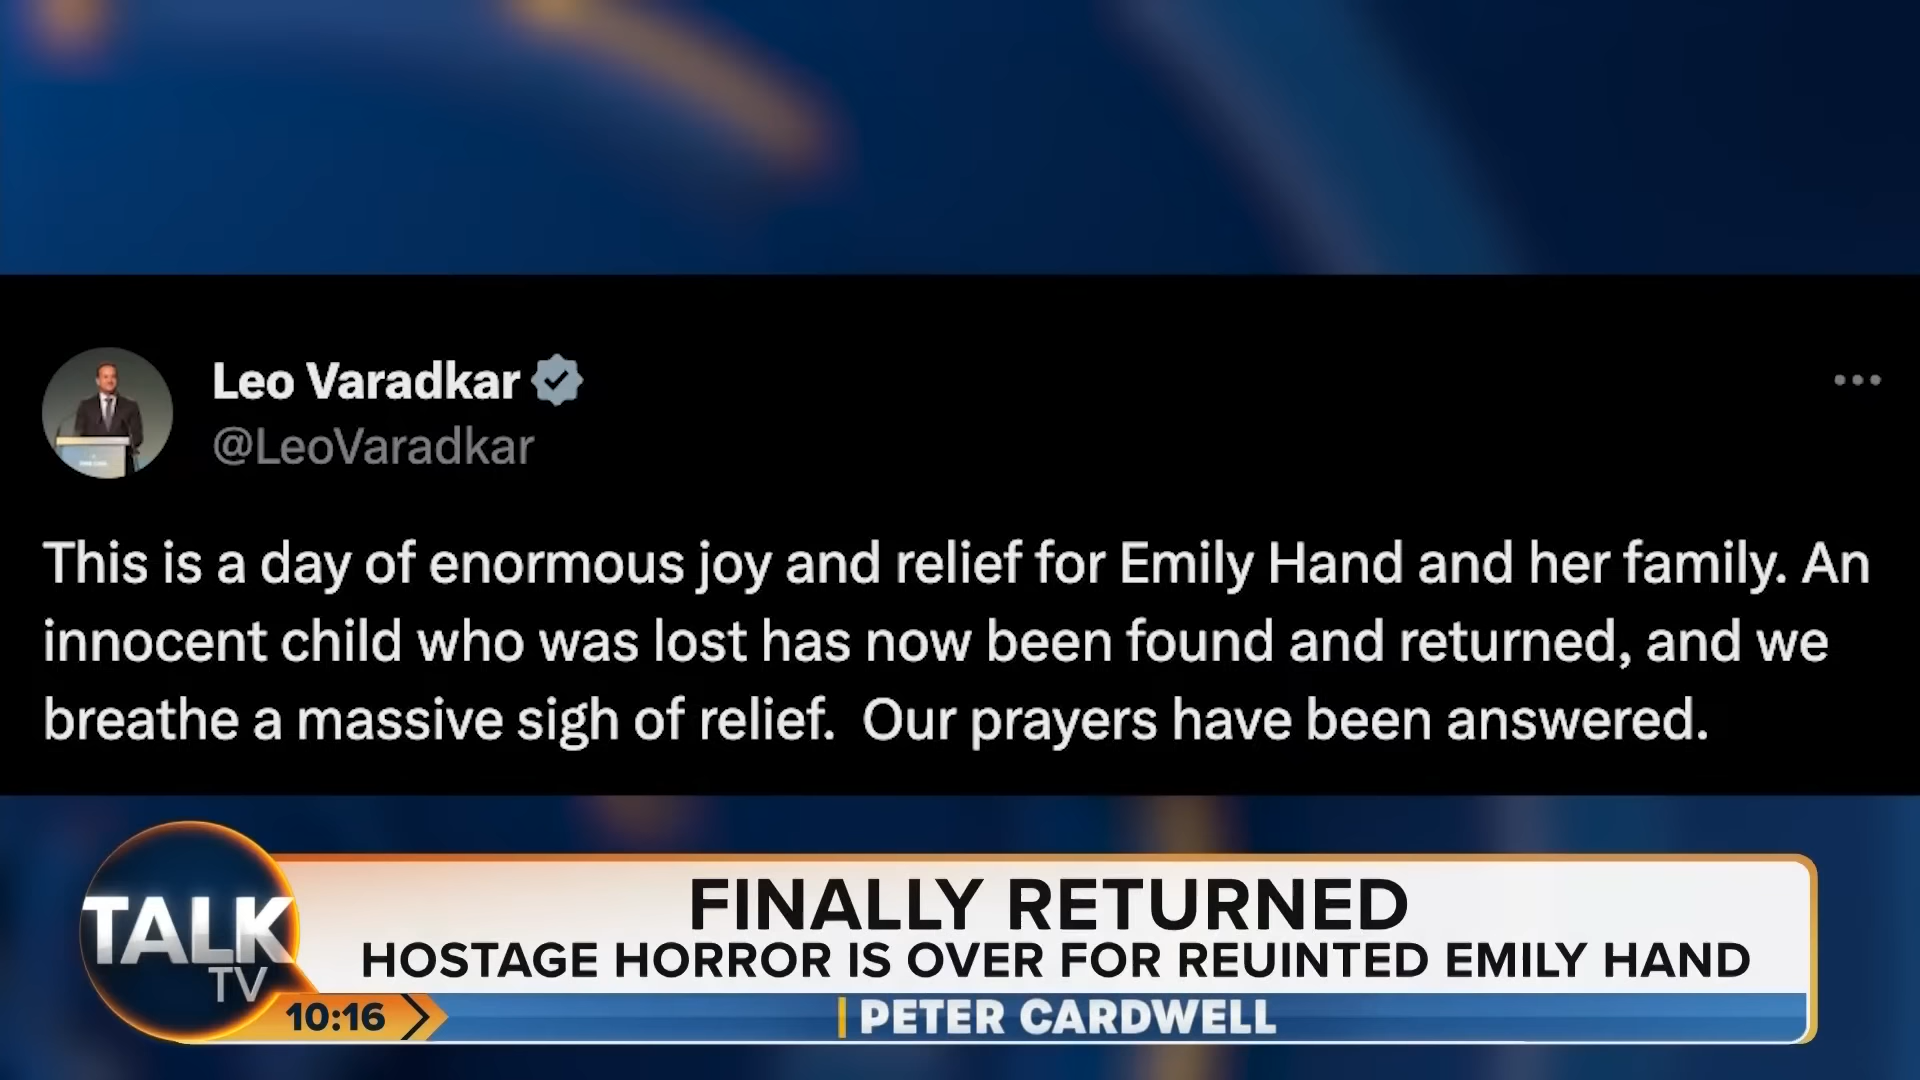 Leo Varadkar
@LeoVaradkar
This is a day of enormous joy and relief for Emily Hand and her family. An
innocent child who was lost has now been found and returned, and we
breathe a massive sigh of relief.  Our prayers have been answered.
TALK
TV
FINALLY RETURNED
HOSTAGE HORROR IS OVER FOR REUINTED EMILY HAND
10:16
PETER CARDWELL